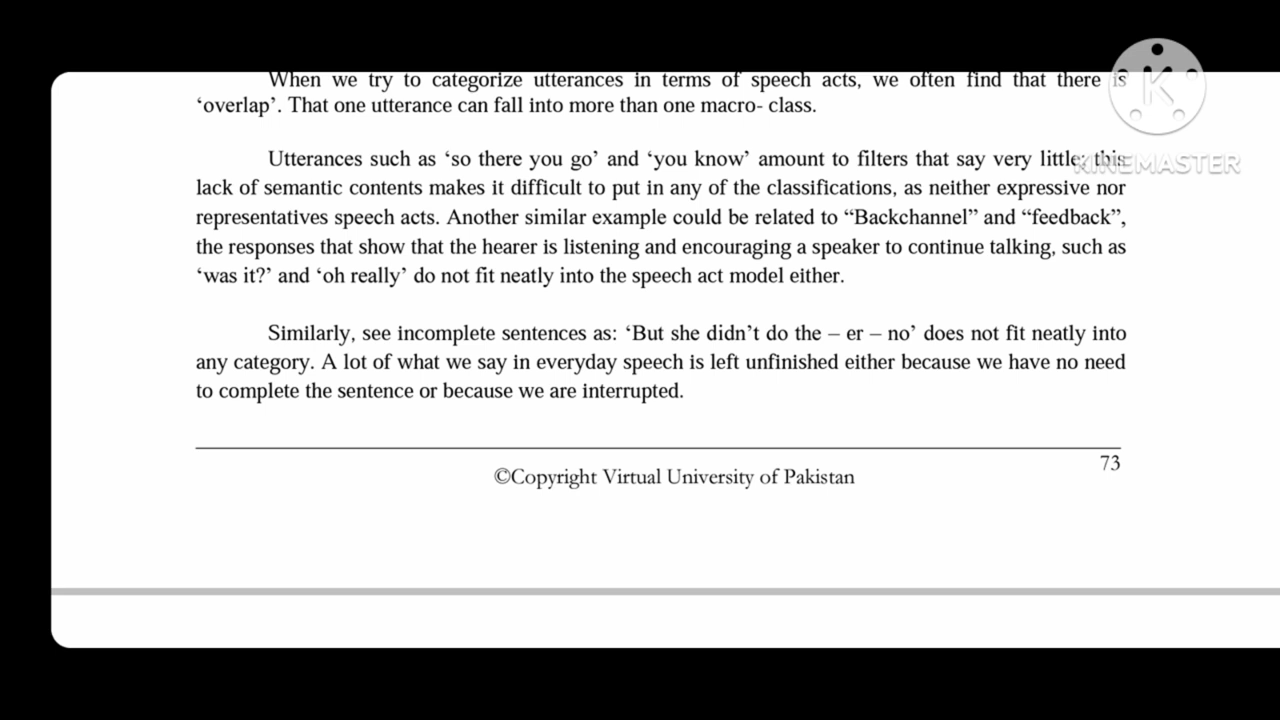 When we try to categorize utterances in terms of speech acts, we often find that there is
‘overlap’. That one utterance can fall into more than one macro- class.
Utterances such as ‘so there you go’ and ‘you know’ amount to filters that say very little; this
lack of semantic contents makes it difficult to put in any of the classifications, as neither expressive nor
representatives speech acts. Another similar example could be related to “Backchannel” and “feedback”,
the responses that show that the hearer is listening and encouraging a speaker to continue talking, such as
‘was it?’ and ‘oh really’ do not fit neatly into the speech act model either.
Similarly, see incomplete sentences as: ‘But she didn’t do the – er – no’ does not fit neatly into
any category. A lot of what we say in everyday speech is left unfinished either because we have no need
to complete the sentence or because we are interrupted.
73
©Copyright Virtual University of Pakistan
K
KINEMASTER